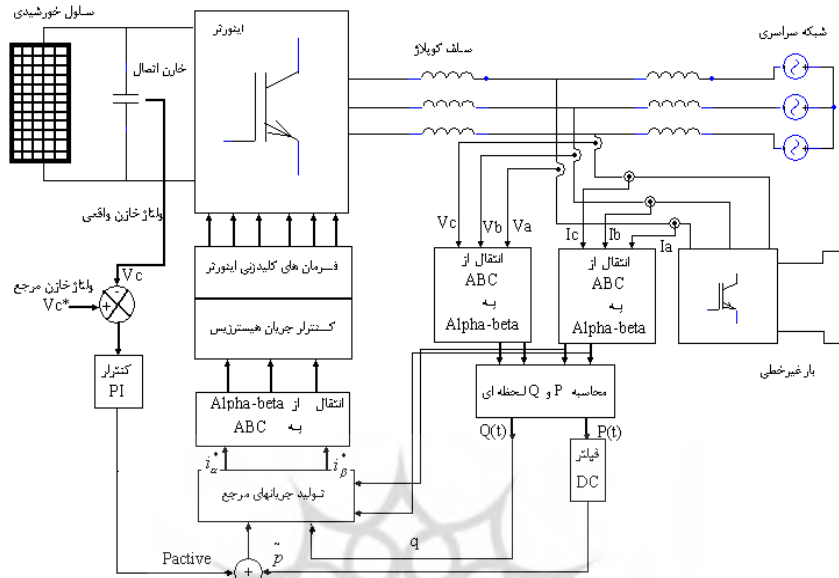 سلول خورشیدی
خازن اتصال
اینورتر
سلف کوپلاژ
شبکه سراسری
ولتاژ خازن واقعی
Vc
-
ولتاژ خازن مرجع
Vc*
+
کنترلر
PI
فرمان های کلیدزنی اینورتر
کنترلر جریان هیسترزیس
انتقال از Alpha-beta
به ABC
Vc Vb Va
Ic Ib Ia
انتقال از
ABC
به
Alpha-beta
انتقال از
ABC
به
Alpha-beta
بار غیرخطی
محاسبه P و Q لحظه ای
Q(t) P(t)
فیلتر
DC
iα* iβ*
تولید جریانهای مرجع
Pactive
+
p̃
q